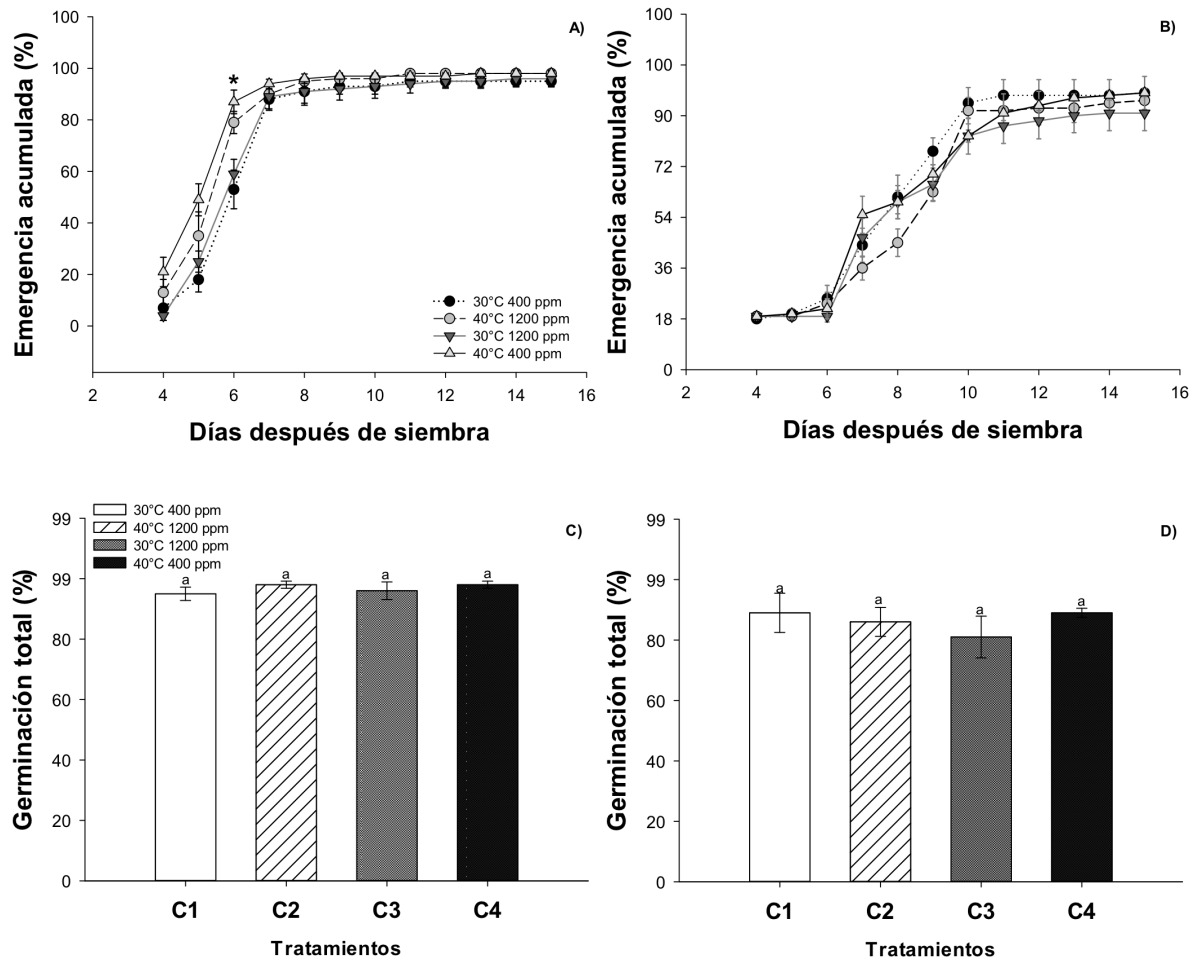 A)
Emergencia acumulada (%)
100
100
80
60
40
20
0
*
30°C 400 ppm
40°C 1200 ppm
30°C 1200 ppm
40°C 400 ppm
2 4 6 8 10 12 14 16
Días después de siembra
B)
Emergencia acumulada (%)
100
100
90
72
54
36
18
0
2 4 6 8 10 12 14 16
Días después de siembra
C)
30°C 400 ppm
40°C 1200 ppm
30°C 1200 ppm
40°C 400 ppm
Germinación total (%)
99
99
80
60
40
20
0
a a a a
C1 C2 C3 C4
Tratamientos
D)
Germinación total (%)
99
99
80
60
40
20
0
a a a a
C1 C2 C3 C4
Tratamientos